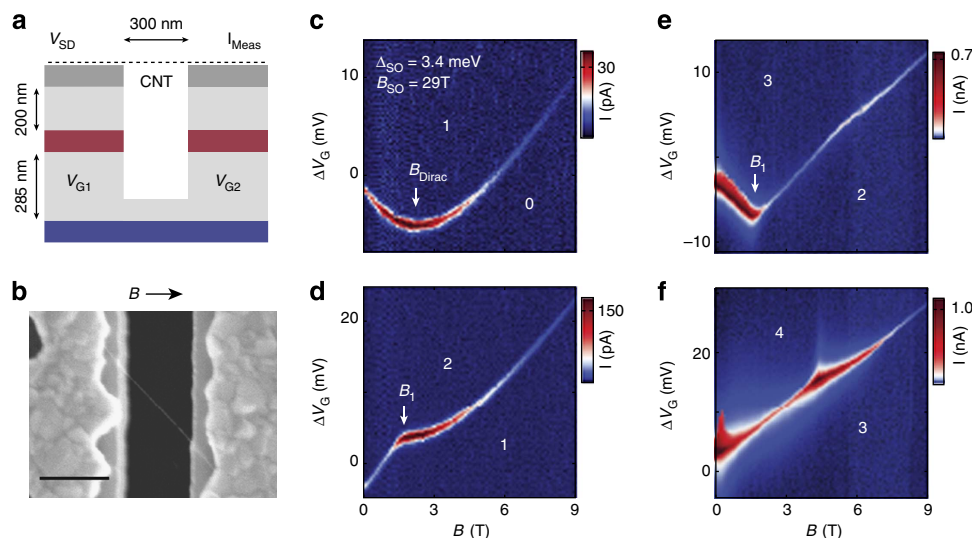 a
300 nm
V_SD
I_Meas
CNT
200 nm
285 nm
V_G1
V_G2
b
B
c
Δ_SO = 3.4 meV
B_SO = 29T
10
0
ΔV_G (mV)
1
B_Dirac
0
30
I (pA)
d
20
0
ΔV_G (mV)
2
B_1
1
150
I (pA)
0
3
6
9
B (T)
e
10
0
−10
ΔV_G (mV)
3
B_1
2
0.7
I (nA)
f
20
0
ΔV_G (mV)
4
3
1.0
I (nA)
0
3
6
9
B (T)